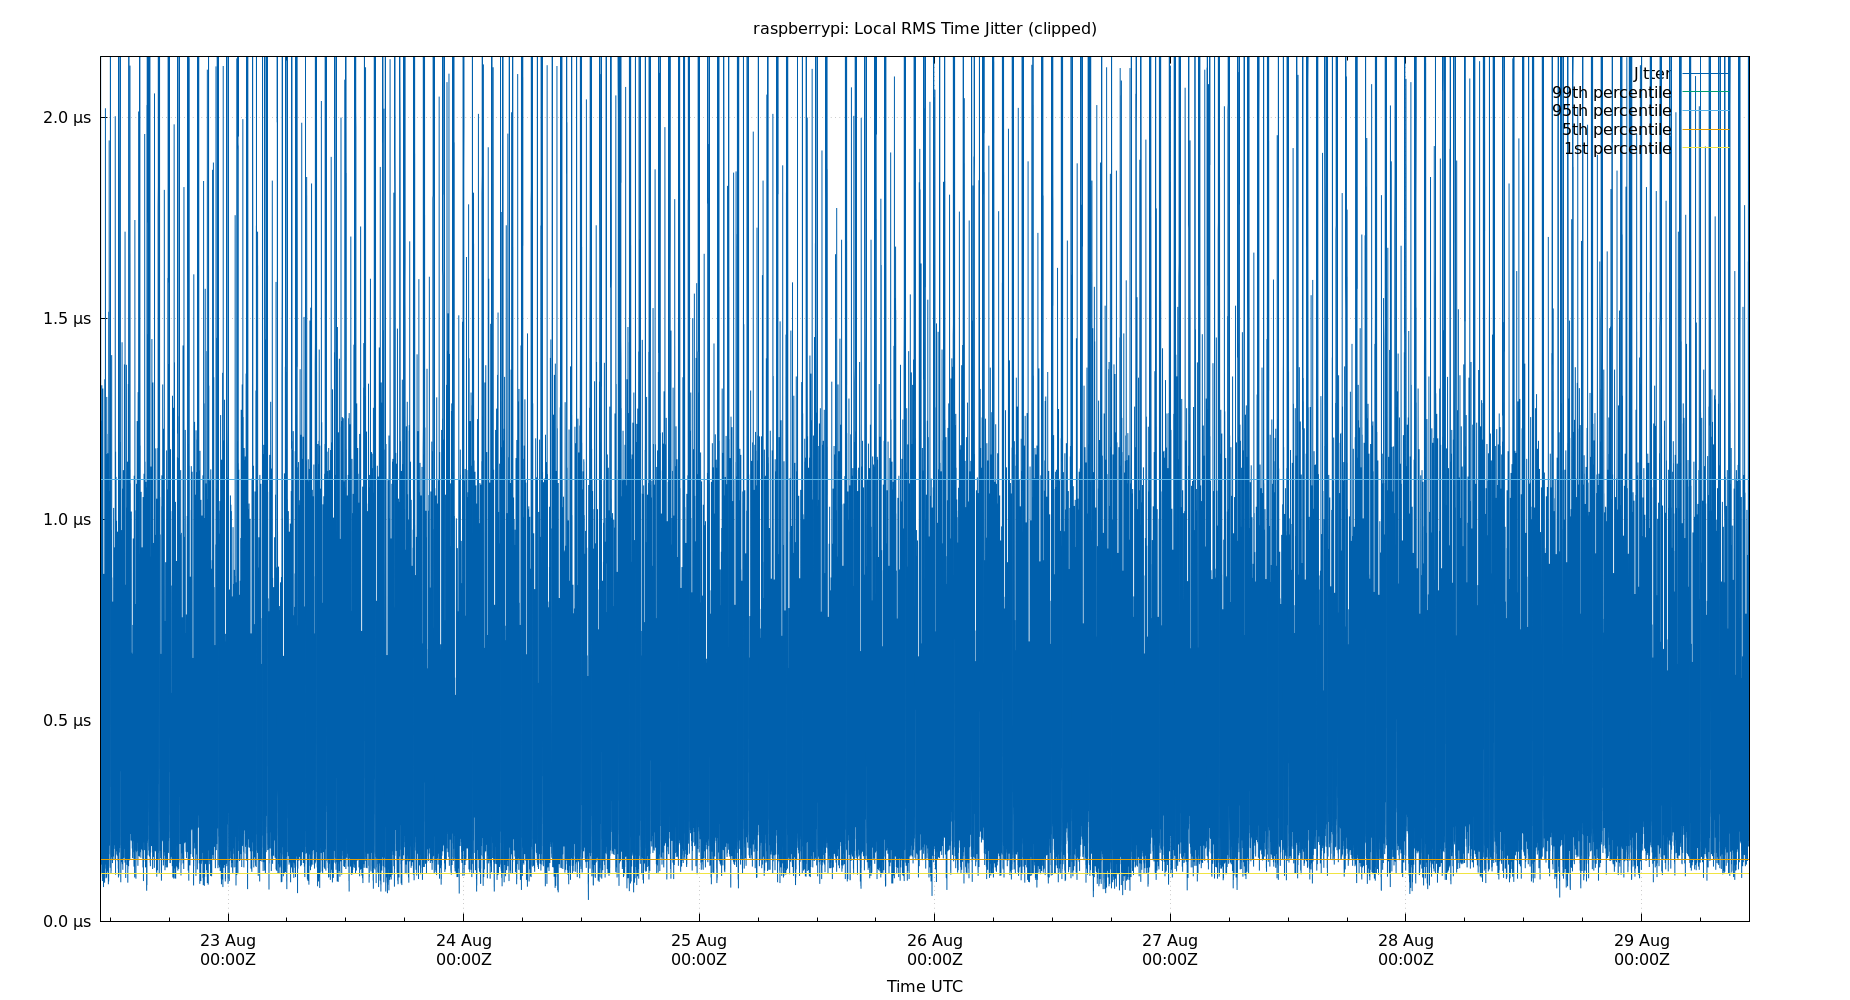 raspberrypi: Local RMS Time Jitter (clipped)
Jitter
99th percentile
95th percentile
5th percentile
1st percentile
2.0 μs
1.5 μs
1.0 μs
0.5 μs
0.0 μs
23 Aug 24 Aug 25 Aug 26 Aug 27 Aug 28 Aug 29 Aug
00:00Z 00:00Z 00:00Z 00:00Z 00:00Z 00:00Z 00:00Z
Time UTC